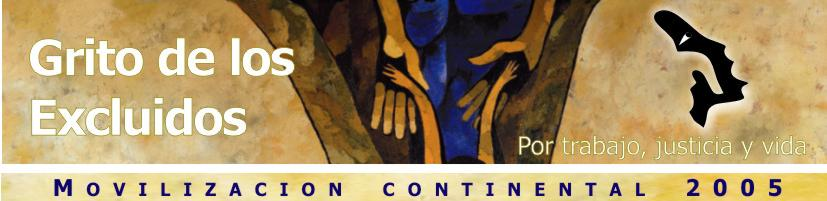 Grito de los
Excluidos
Por trabajo, justicia y vida
MOVILIZACION CONTINENTAL 2005